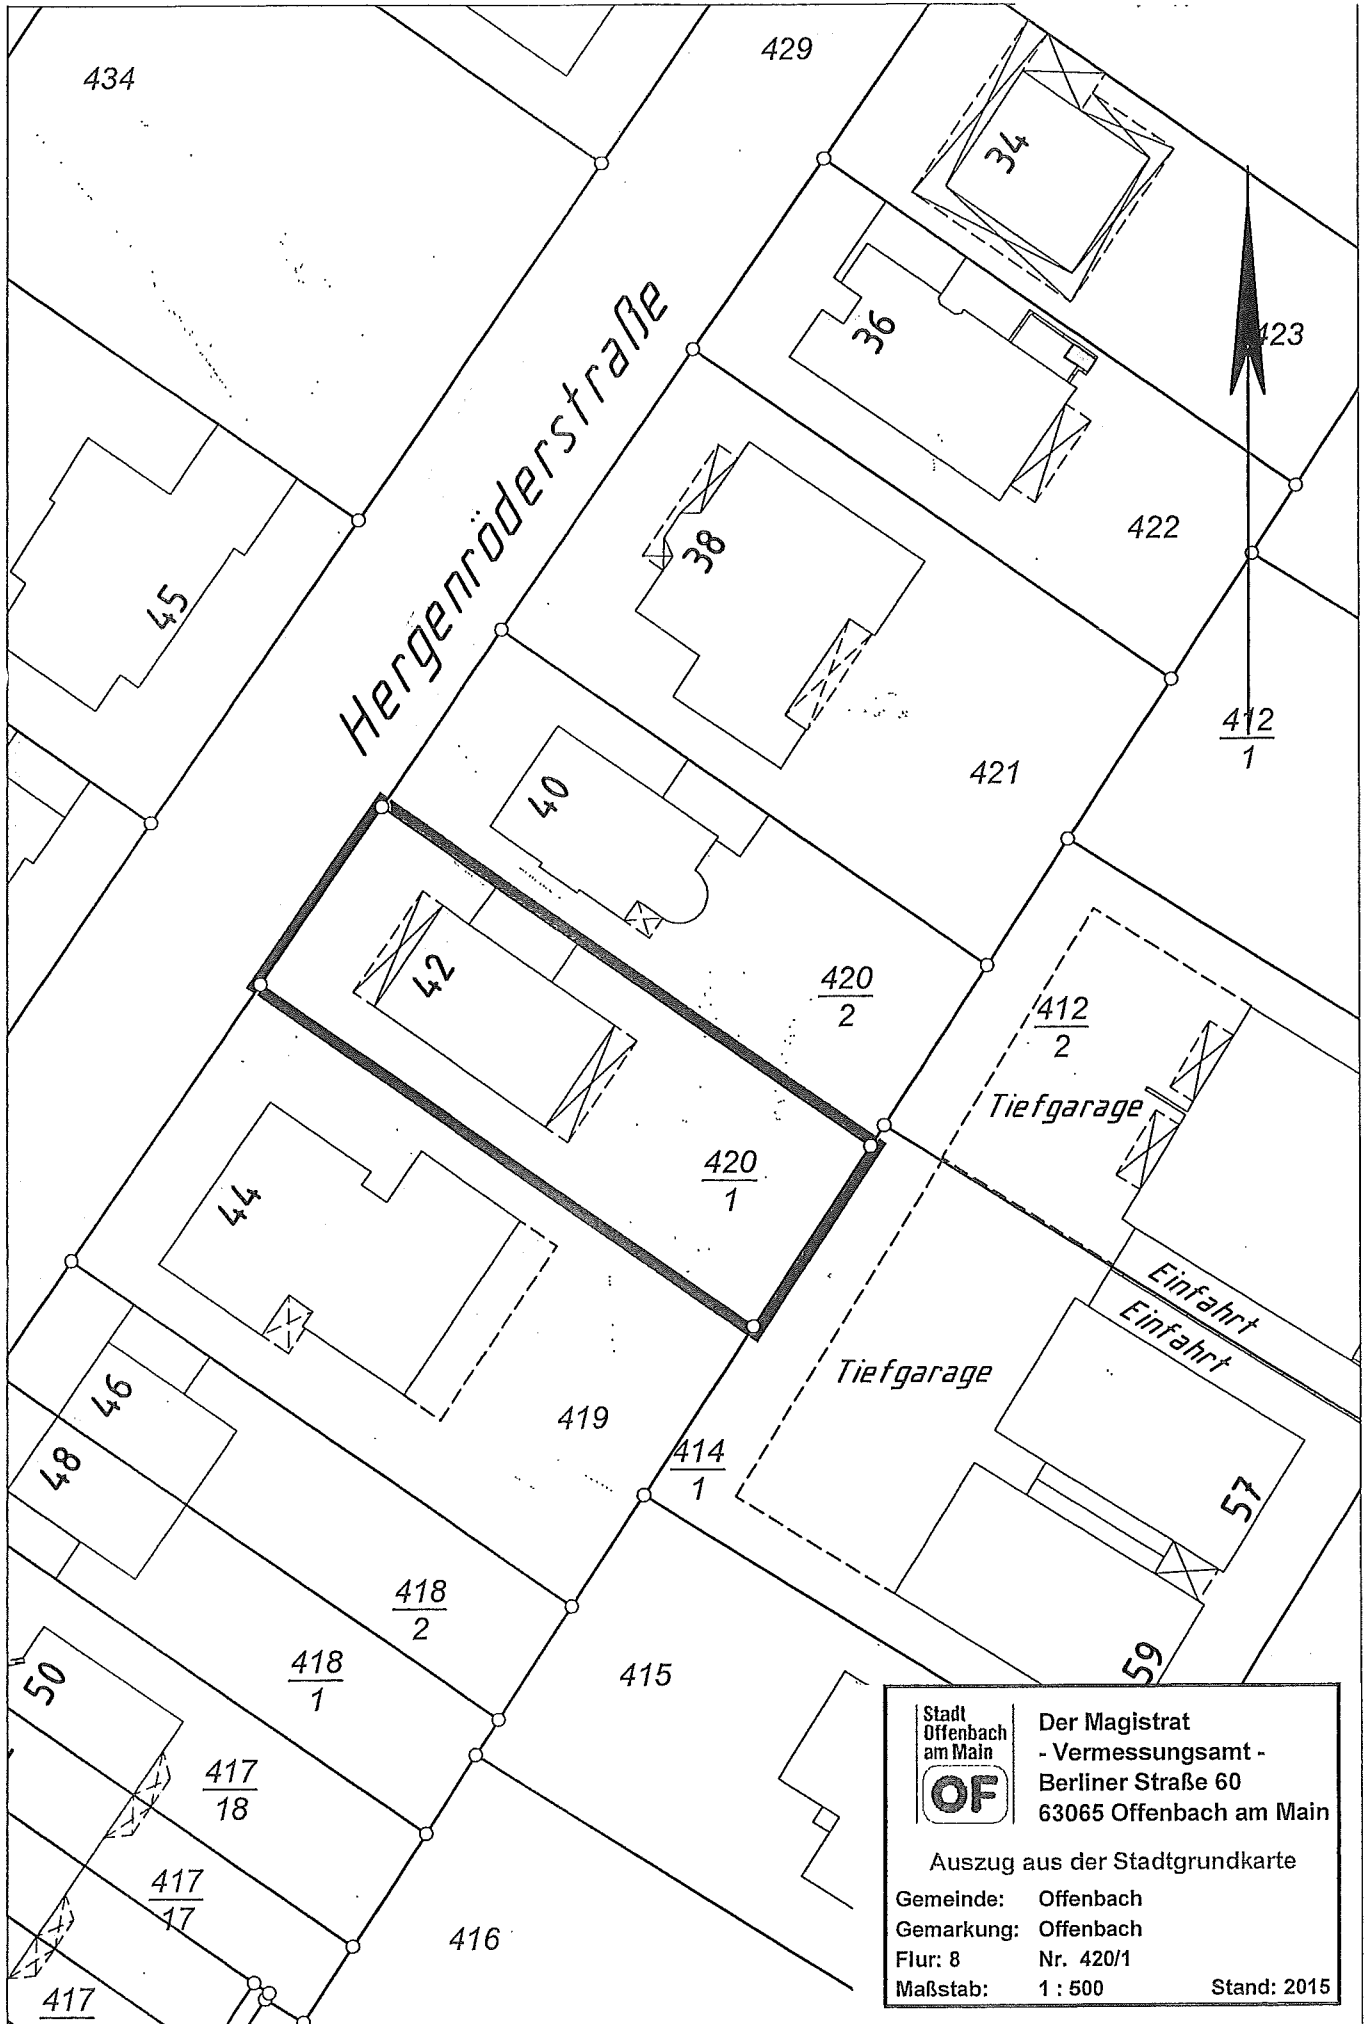 434
429
34
36
423
Hergenröderstraße
38
422
45
412
1
421
40
42
420
2
412
2
Tiefgarage
420
1
44
Einfahrt
Einfahrt
Tiefgarage
46
419
48
414
1
57
418
2
418
1
415
59
50
417
18
417
17
416
417
Stadt
Offenbach
am Main
OF
Der Magistrat
- Vermessungsamt -
Berliner Straße 60
63065 Offenbach am Main
Auszug aus der Stadtgrundkarte
Gemeinde: Offenbach
Gemarkung: Offenbach
Flur: 8 Nr. 420/1
Maßstab: 1 : 500 Stand: 2015